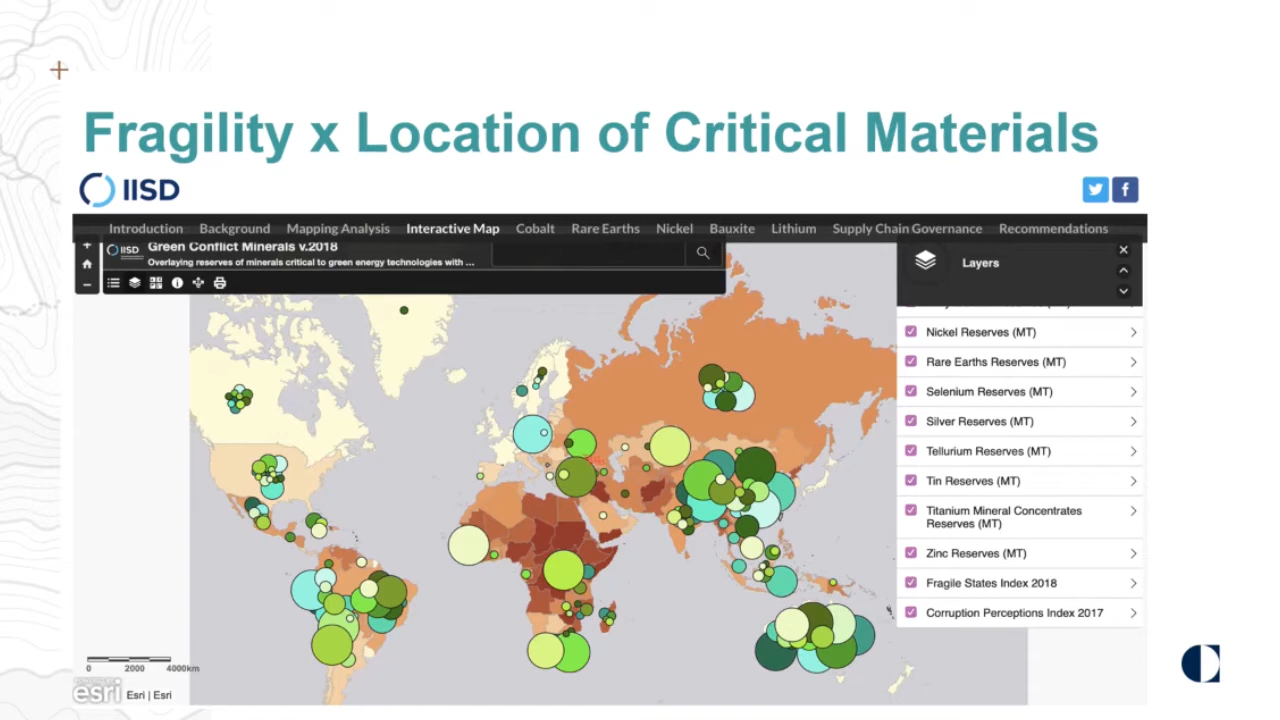 Fragility x Location of Critical Materials
IISD
Introduction Background Mapping Analysis Interactive Map Cobalt Rare Earths Nickel Bauxite Lithium Supply Chain Governance Recommendations
IISD Green Conflict Minerals v.2018
Overlaying reserves of minerals critical to green energy technologies with ...
Layers
Nickel Reserves (MT)
Rare Earths Reserves (MT)
Selenium Reserves (MT)
Silver Reserves (MT)
Tellurium Reserves (MT)
Tin Reserves (MT)
Titanium Mineral Concentrates
Reserves (MT)
Zinc Reserves (MT)
Fragile States Index 2018
Corruption Perceptions Index 2017
0 2000 4000km
esri Esri | Esri